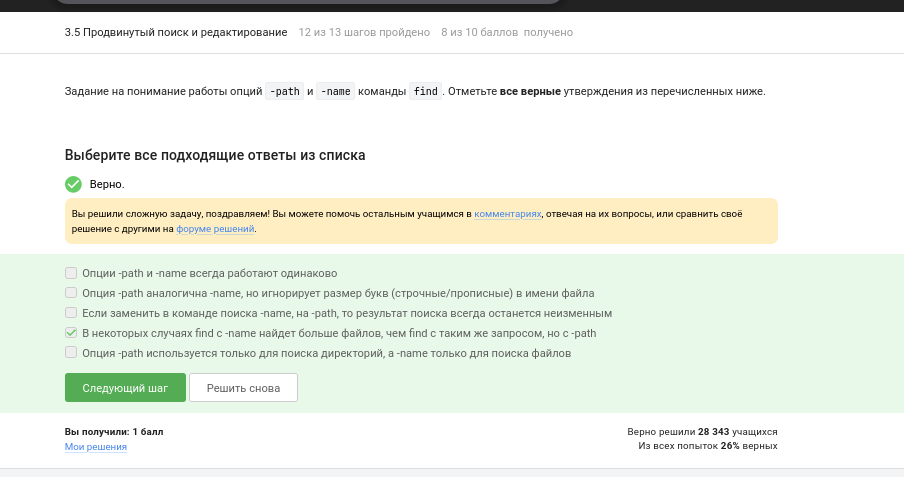 3.5 Продвинутый поиск и редактирование 12 из 13 шагов пройдено 8 из 10 баллов получено
Задание на понимание работы опций -path и -name команды find . Отметьте все верные утверждения из перечисленных ниже.
Выберите все подходящие ответы из списка
Верно.
Вы решили сложную задачу, поздравляем! Вы можете помочь остальным учащимся в комментариях, отвечая на их вопросы, или сравнить своё
решение с другими на форуме решений.
Опции -path и -name всегда работают одинаково
Опция -path аналогична -name, но игнорирует размер букв (строчные/прописные) в имени файла
Если заменить в команде поиска -name, на -path, то результат поиска всегда останется неизменным
В некоторых случаях find с -name найдет больше файлов, чем find с таким же запросом, но с -path
Опция -path используется только для поиска директорий, а -name только для поиска файлов
Следующий шаг Решить снова
Вы получили: 1 балл
Мои решения
Верно решили 28 343 учащихся
Из всех попыток 26% верных